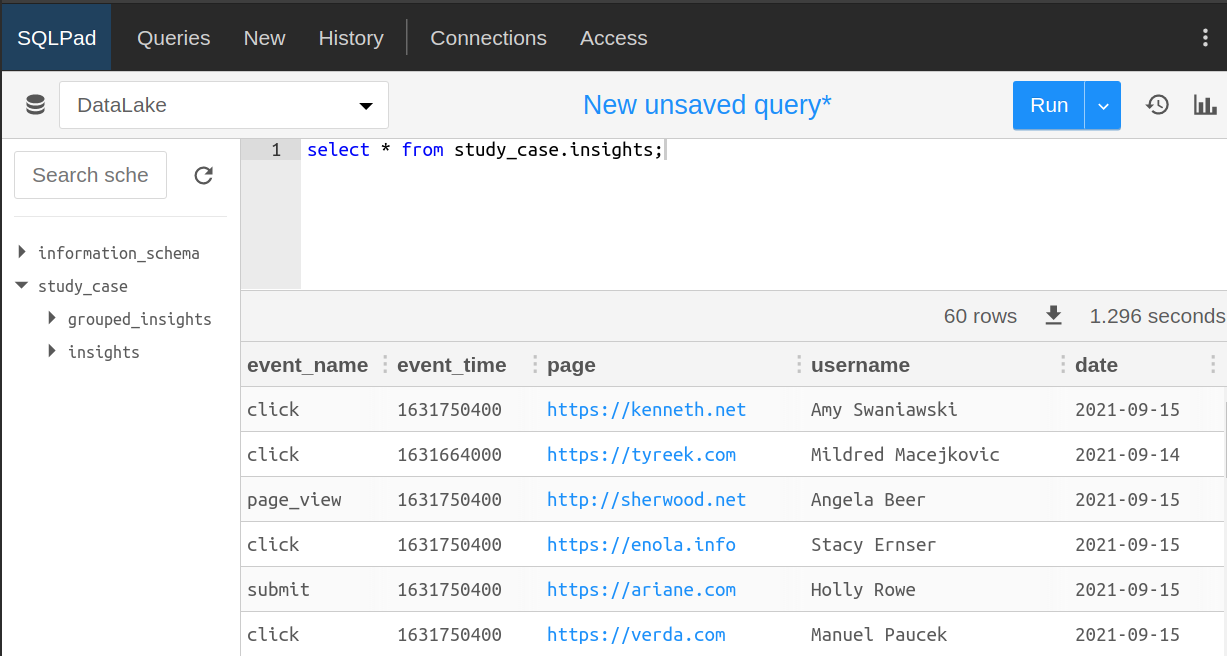 SQLPad Queries New History Connections Access
DataLake New unsaved query* Run
Search sche
1 select * from study_case.insights;
information_schema
study_case
grouped_insights
insights
60 rows 1.296 seconds
event_name event_time page username date
click 1631750400 https://kenneth.net Amy Swaniawski 2021-09-15
click 1631664000 https://tyreek.com Mildred Macejkovic 2021-09-14
page_view 1631750400 http://sherwood.net Angela Beer 2021-09-15
click 1631750400 https://enola.info Stacy Ernser 2021-09-15
submit 1631750400 https://ariane.com Holly Rowe 2021-09-15
click 1631750400 https://verda.com Manuel Paucek 2021-09-15